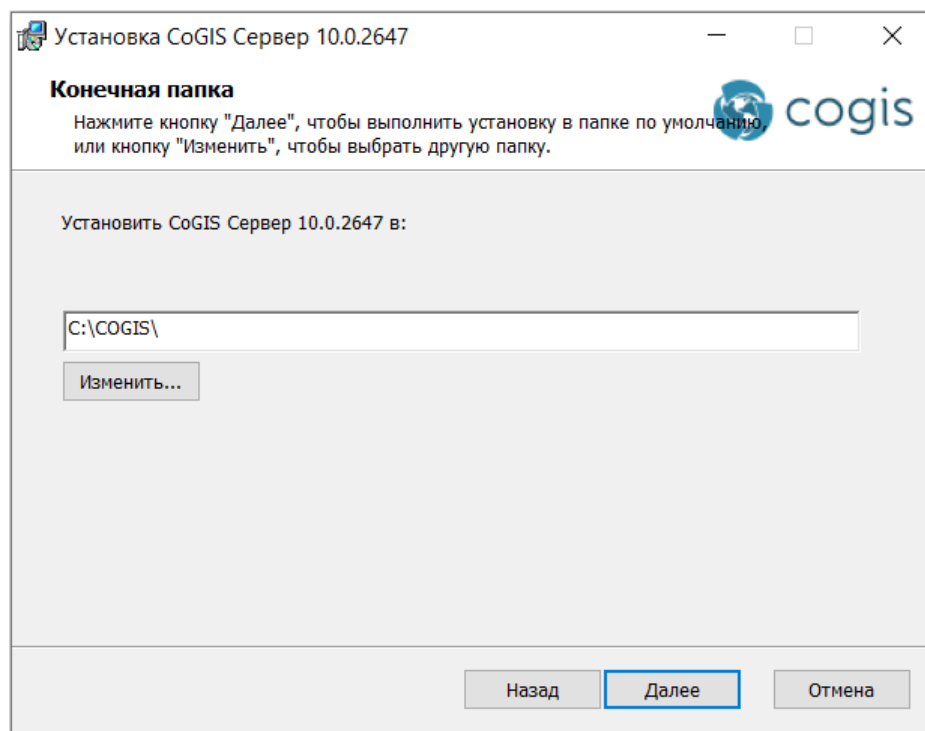 Установка CoGIS Сервер 10.0.2647
Конечная папка
Нажмите кнопку "Далее", чтобы выполнить установку в папке по умолчанию,
или кнопку "Изменить", чтобы выбрать другую папку.
cogis
Установить CoGIS Сервер 10.0.2647 в:
C:\COGIS\
Изменить...
Назад
Далее
Отмена